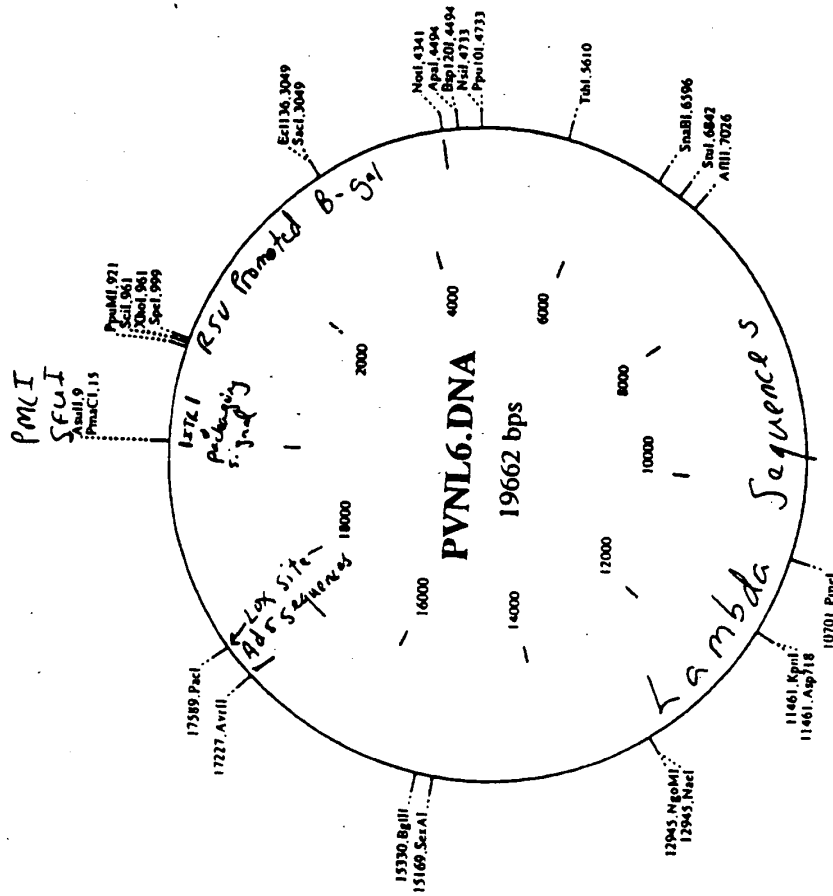 PMLI
SFUI
AsuII,9
PmaCI,15
PpuMI,921
SciI,961
XhoI,961
SpeI,999
RSV Promoted B-gal
Ecl136,3049
SacI,3049
NotI,4341
ApaI,4494
Bsp120I,4494
NsiI,4733
Ppu10I,4733
TthI,5610
SnaBI,6596
StuI,6842
AflII,7026
Lambda Sequences
10701,PmeI
11461,KpnI
11461,Asp718
12945,NgoMI
12945,NaeI
15169,SexAI
15330,BglII
17227,AvrII
17589,PacI
← Lox site
Ad5 Sequences
Packaging
signal
2000
4000
6000
8000
10000
12000
14000
16000
18000
PVNL6.DNA
19662 bps